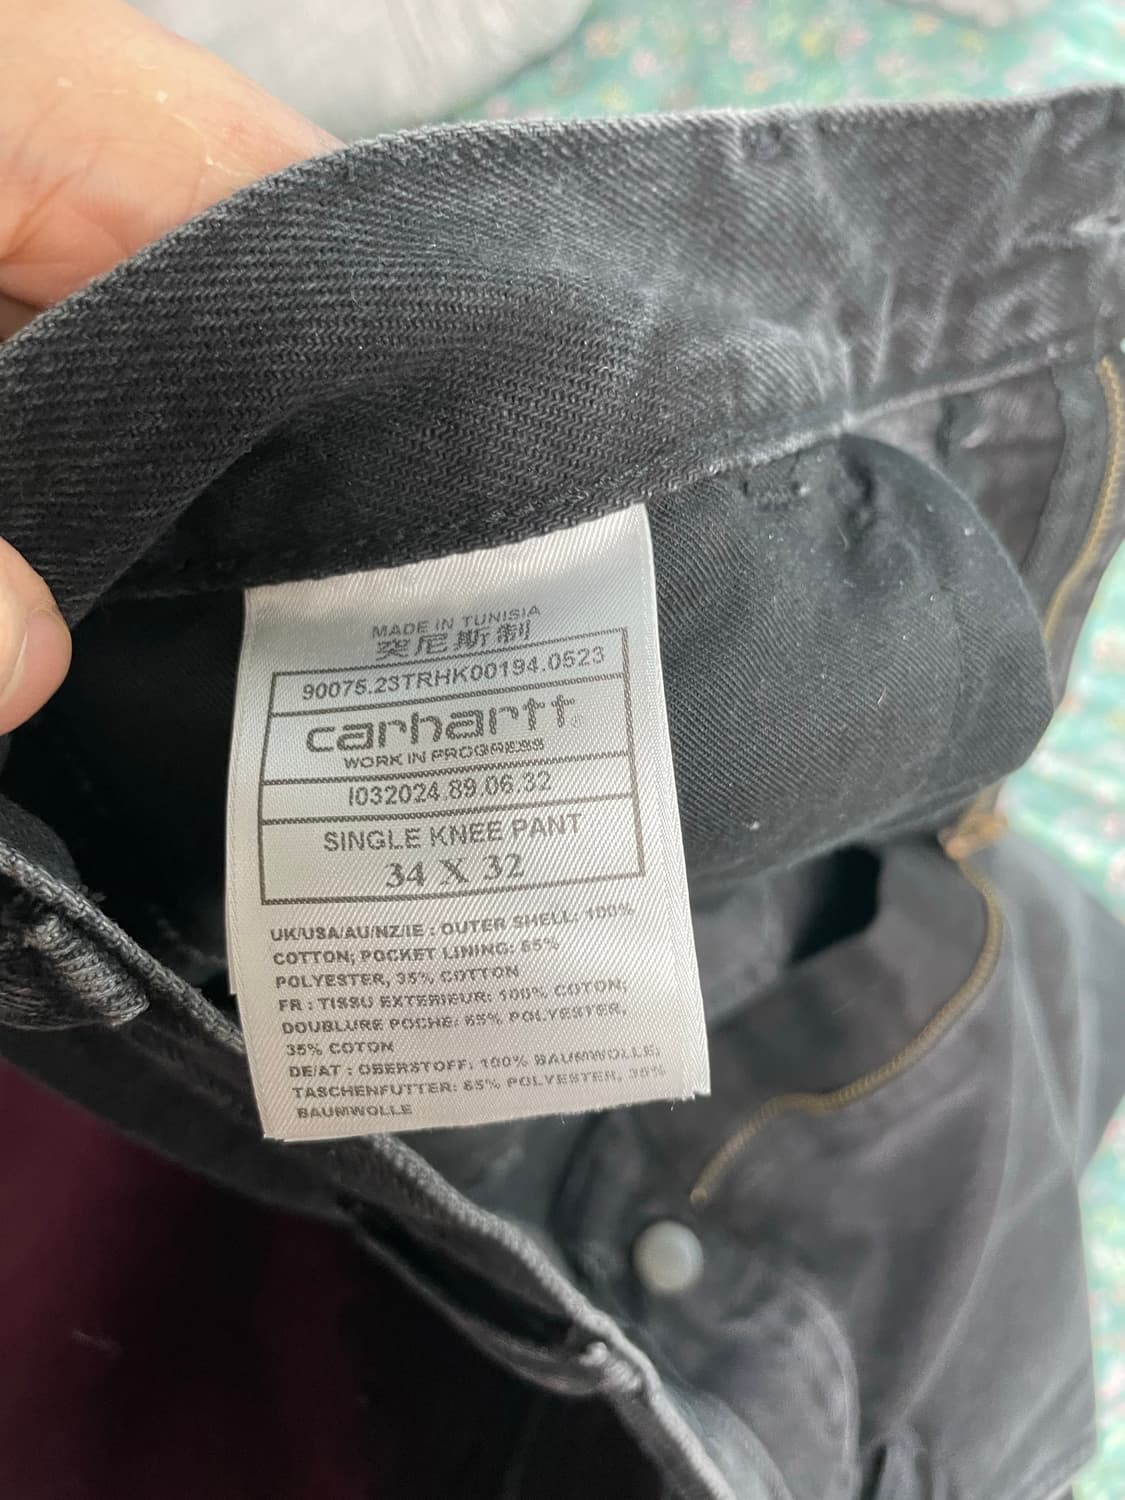 MADE IN TUNISIA
突尼斯制
90075.23TRHK00194.0523
carhartt
WORK IN PROGRESS
I032024.89.06.32
SINGLE KNEE PANT
34 X 32
UK/USA/AU/NZ/IE : OUTER SHELL: 100%
COTTON; POCKET LINING: 65%
POLYESTER, 35% COTTON
FR : TISSU EXTERIEUR: 100% COTON;
DOUBLURE POCHE: 65% POLYESTER,
35% COTON
DE/AT : OBERSTOFF: 100% BAUMWOLLE;
TASCHENFUTTER: 65% POLYESTER, 35%
BAUMWOLLE